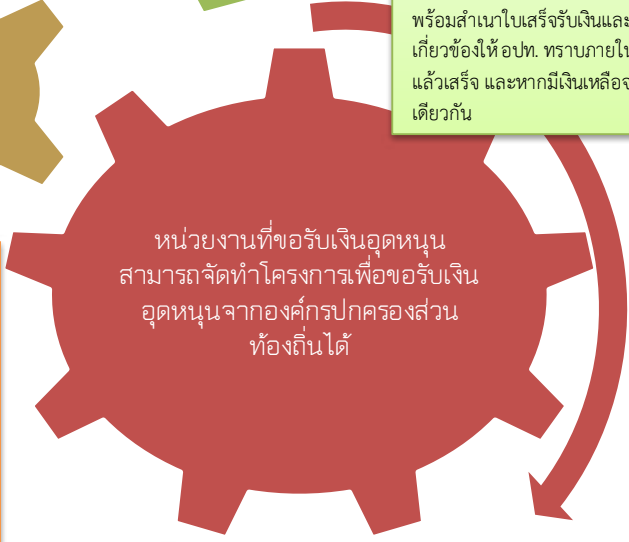 พร้อมสำเนาใบเสร็จรับเงินและ
เกี่ยวข้องให้ อปท. ทราบภายใน
แล้วเสร็จ และหากมีเงินเหลือจ
เดียวกัน
หน่วยงานที่ขอรับเงินอุดหนุน
สามารถจัดทำโครงการเพื่อขอรับเงิน
อุดหนุนจากองค์กรปกครองส่วน
ท้องถิ่นได้